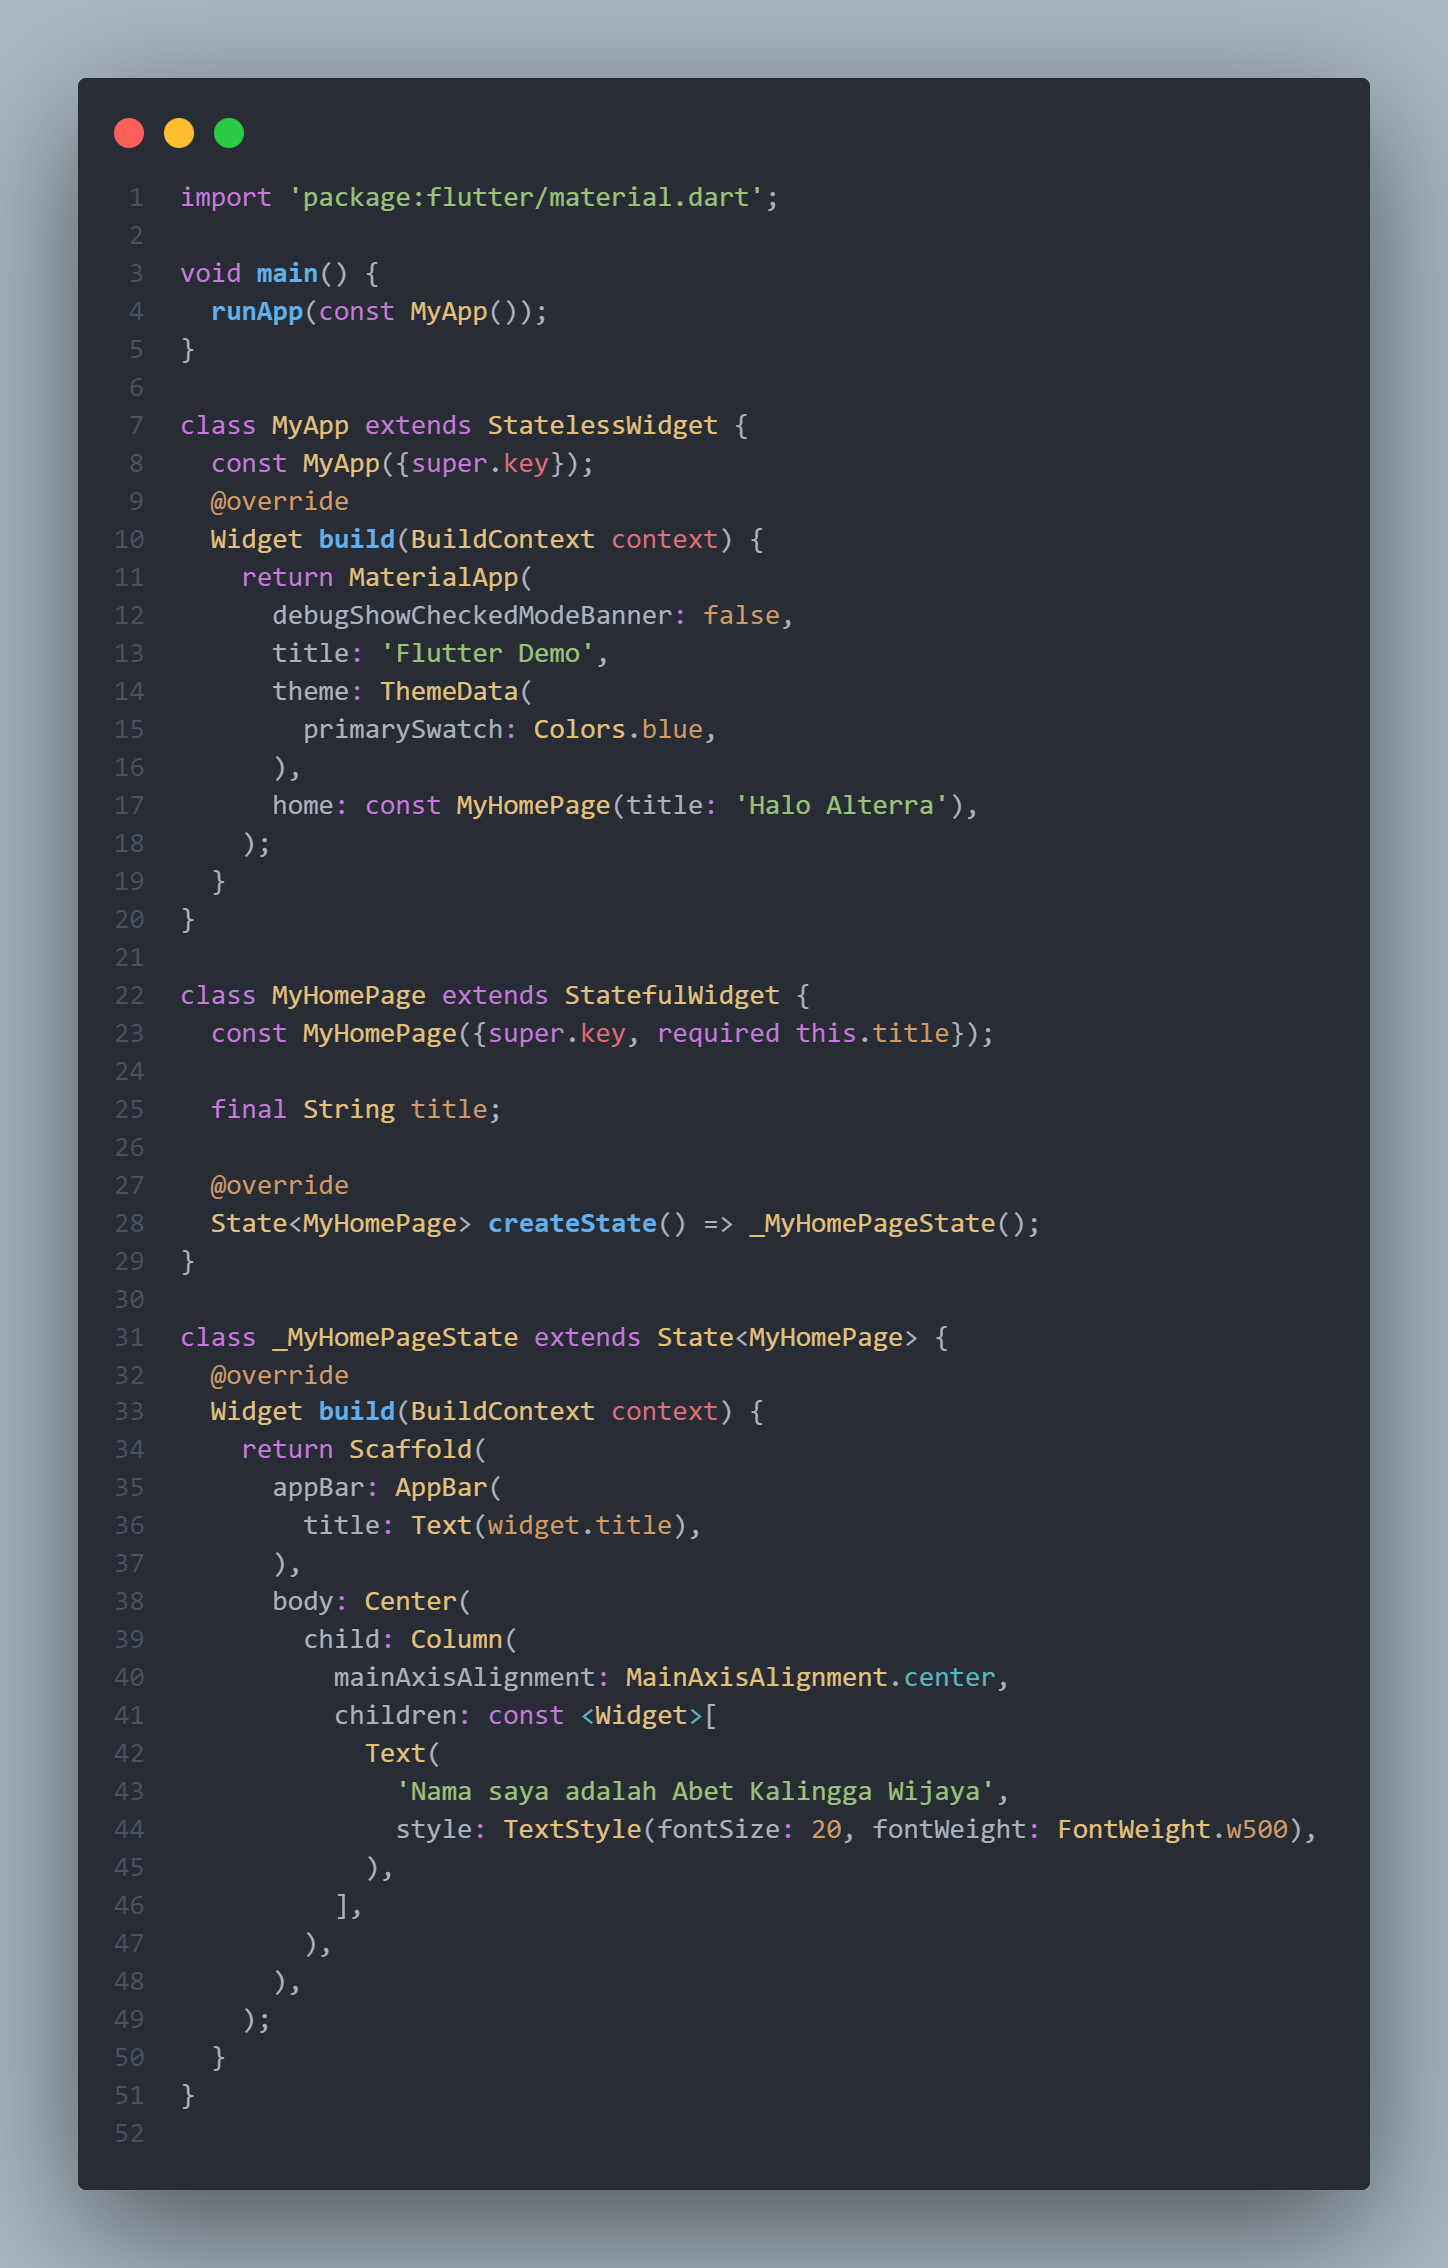 1 import 'package:flutter/material.dart';
2
3 void main() {
4   runApp(const MyApp());
5 }
6
7 class MyApp extends StatelessWidget {
8   const MyApp({super.key});
9   @override
10   Widget build(BuildContext context) {
11     return MaterialApp(
12       debugShowCheckedModeBanner: false,
13       title: 'Flutter Demo',
14       theme: ThemeData(
15         primarySwatch: Colors.blue,
16       ),
17       home: const MyHomePage(title: 'Halo Alterra'),
18     );
19   }
20 }
21
22 class MyHomePage extends StatefulWidget {
23   const MyHomePage({super.key, required this.title});
24
25   final String title;
26
27   @override
28   State<MyHomePage> createState() => _MyHomePageState();
29 }
30
31 class _MyHomePageState extends State<MyHomePage> {
32   @override
33   Widget build(BuildContext context) {
34     return Scaffold(
35       appBar: AppBar(
36         title: Text(widget.title),
37       ),
38       body: Center(
39         child: Column(
40           mainAxisAlignment: MainAxisAlignment.center,
41           children: const <Widget>[
42             Text(
43               'Nama saya adalah Abet Kalingga Wijaya',
44               style: TextStyle(fontSize: 20, fontWeight: FontWeight.w500),
45             ),
46           ],
47         ),
48       ),
49     );
50   }
51 }
52